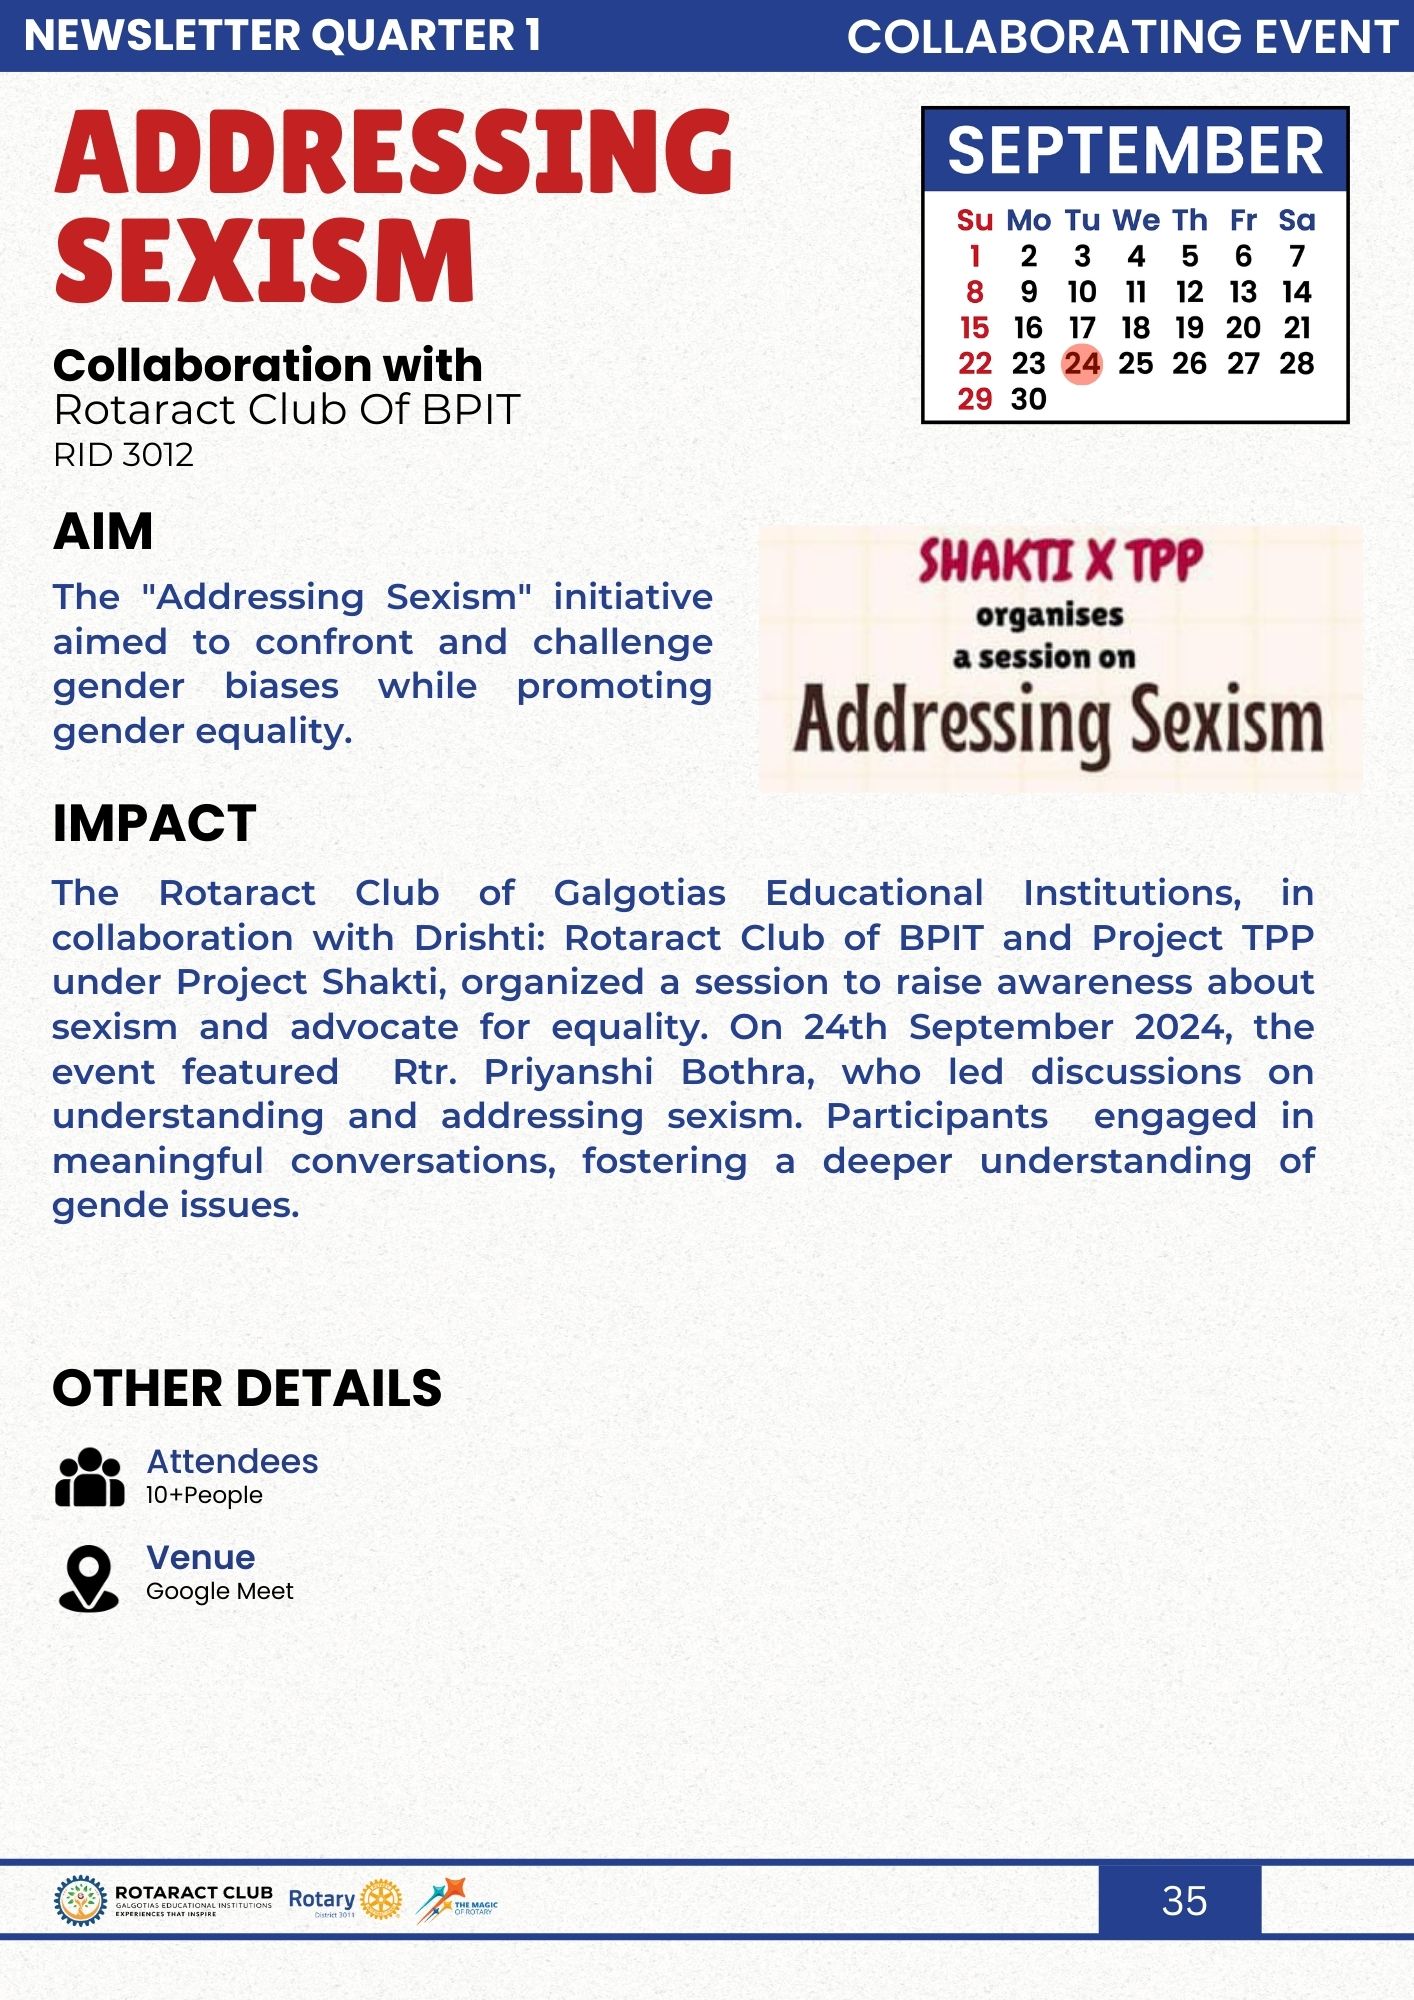 NEWSLETTER QUARTER 1
COLLABORATING EVENT
ADDRESSING
SEXISM
Collaboration with
Rotaract Club Of BPIT
RID 3012
SEPTEMBER
Su Mo Tu We Th Fr Sa
1 2 3 4 5 6 7
8 9 10 11 12 13 14
15 16 17 18 19 20 21
22 23 24 25 26 27 28
29 30
AIM
The "Addressing Sexism" initiative
aimed to confront and challenge
gender biases while promoting
gender equality.
SHAKTI X TPP
organises
a session on
Addressing Sexism
IMPACT
The Rotaract Club of Galgotias Educational Institutions, in
collaboration with Drishti: Rotaract Club of BPIT and Project TPP
under Project Shakti, organized a session to raise awareness about
sexism and advocate for equality. On 24th September 2024, the
event featured Rtr. Priyanshi Bothra, who led discussions on
understanding and addressing sexism. Participants engaged in
meaningful conversations, fostering a deeper understanding of
gende issues.
OTHER DETAILS
Attendees
10+People
Venue
Google Meet
ROTARACT CLUB
GALGOTIAS EDUCATIONAL INSTITUTIONS
EXPERIENCES THAT INSPIRE
Rotary
District 3011
THE MAGIC
OF ROTARY
35